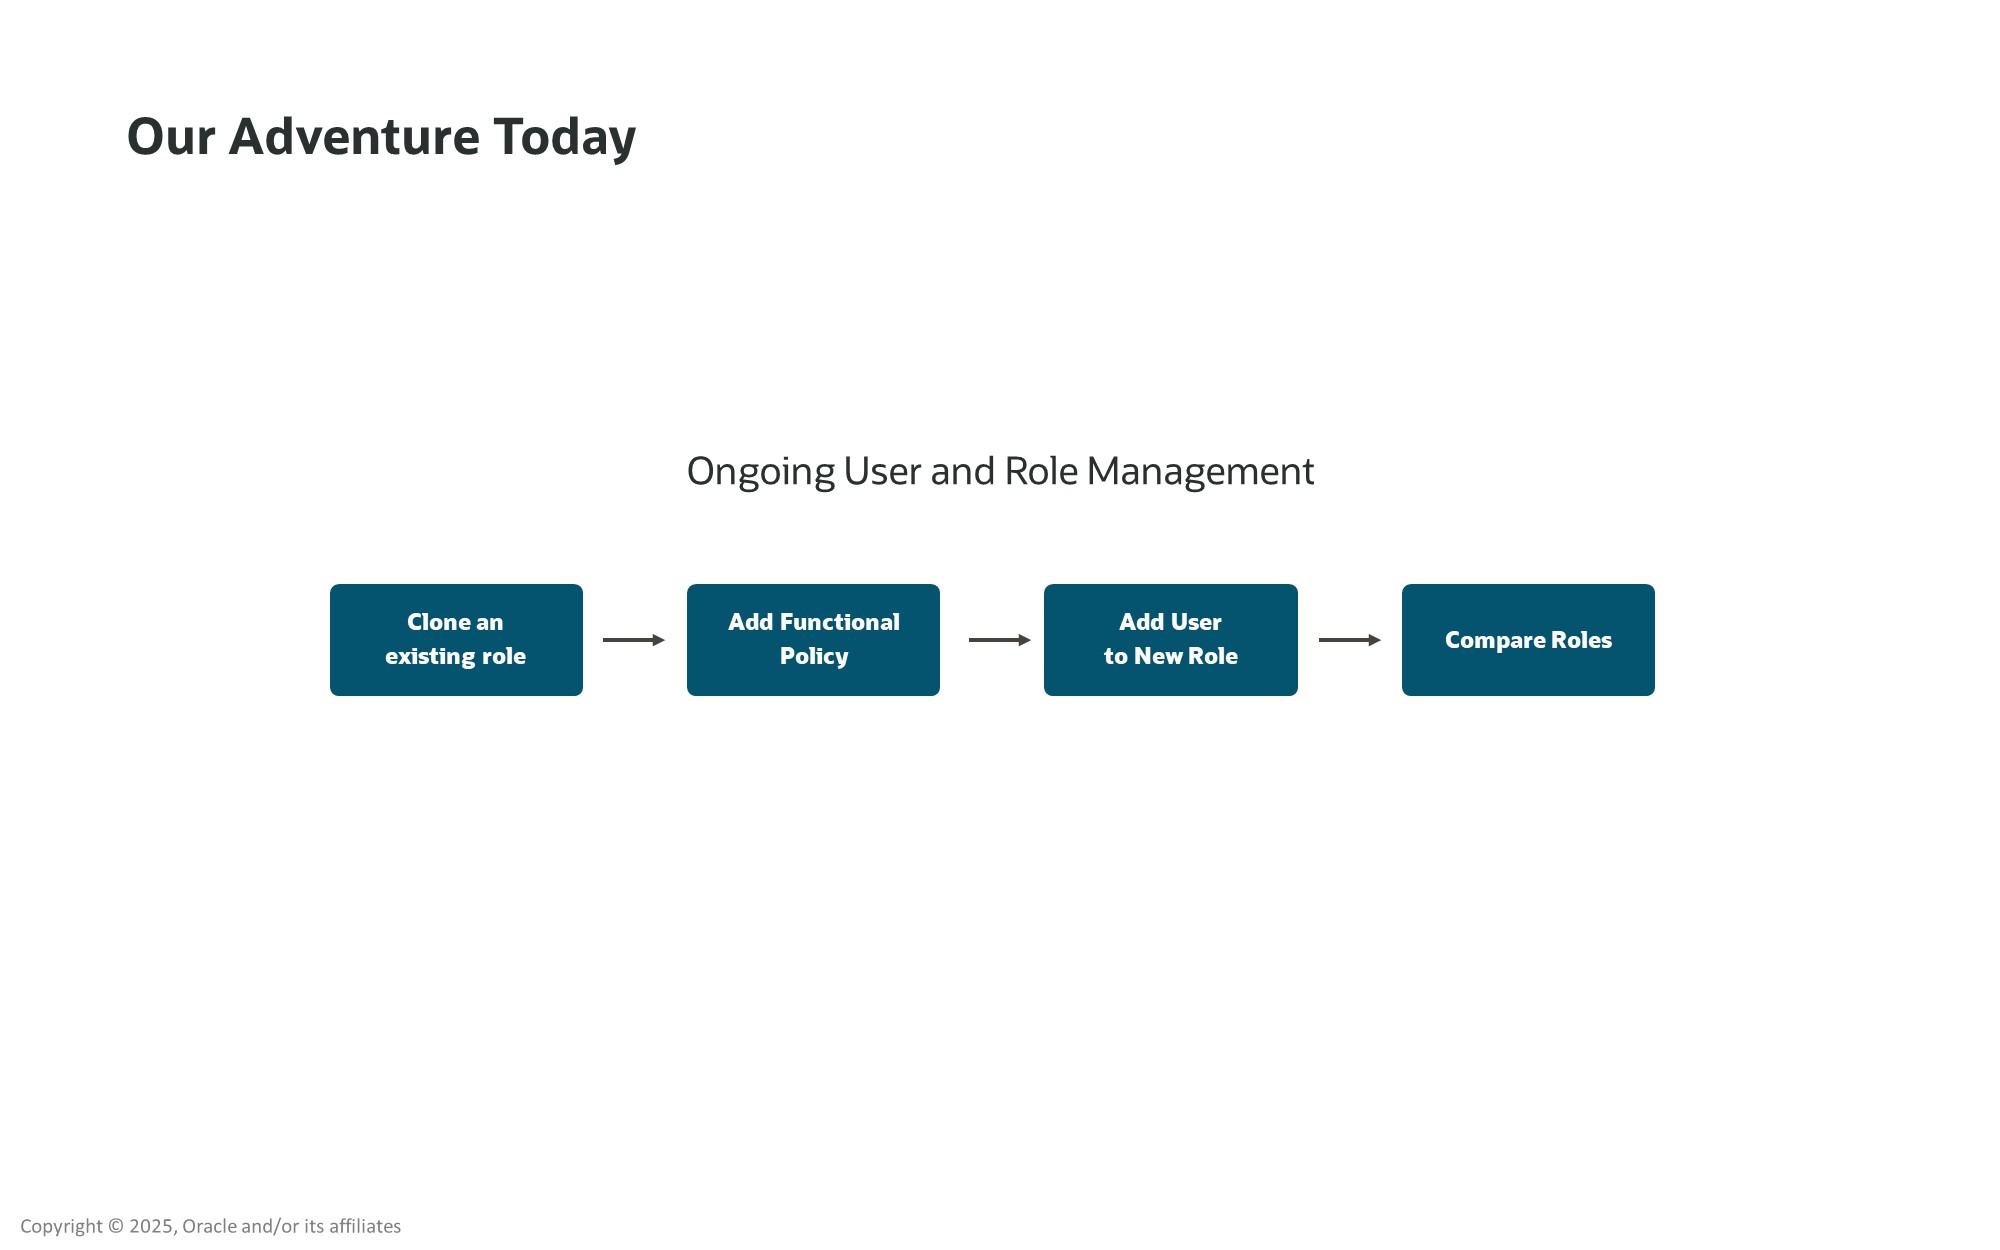 Our Adventure Today
Ongoing User and Role Management
Clone an
existing role
Add Functional
Policy
Add User
to New Role
Compare Roles
Copyright © 2025, Oracle and/or its affiliates